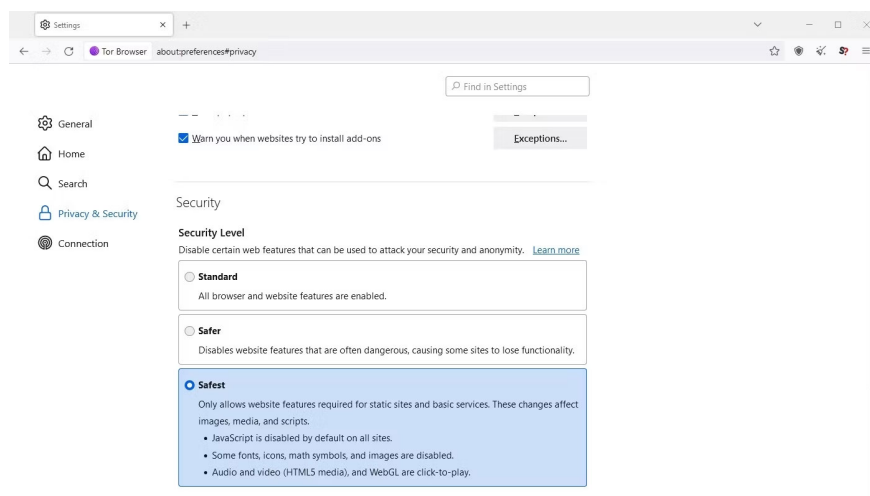 Settings
Tor Browser
about:preferences#privacy
S?
Find in Settings
General
Warn you when websites try to install add-ons
Exceptions...
Home
Search
Privacy & Security
Connection
Security
Security Level
Disable certain web features that can be used to attack your security and anonymity. Learn more
Standard
All browser and website features are enabled.
Safer
Disables website features that are often dangerous, causing some sites to lose functionality.
Safest
Only allows website features required for static sites and basic services. These changes affect
images, media, and scripts.
• JavaScript is disabled by default on all sites.
• Some fonts, icons, math symbols, and images are disabled.
• Audio and video (HTML5 media), and WebGL are click-to-play.